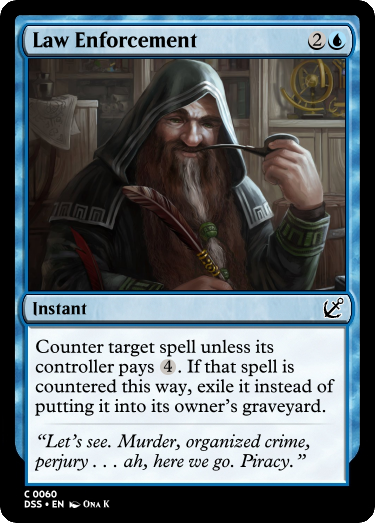 Law Enforcement 2
Instant
Counter target spell unless its
controller pays 4. If that spell is
countered this way, exile it instead of
putting it into its owner's graveyard.
“Let's see. Murder, organized crime,
perjury . . . ah, here we go. Piracy.”
C 0060
DSS • EN Ona K